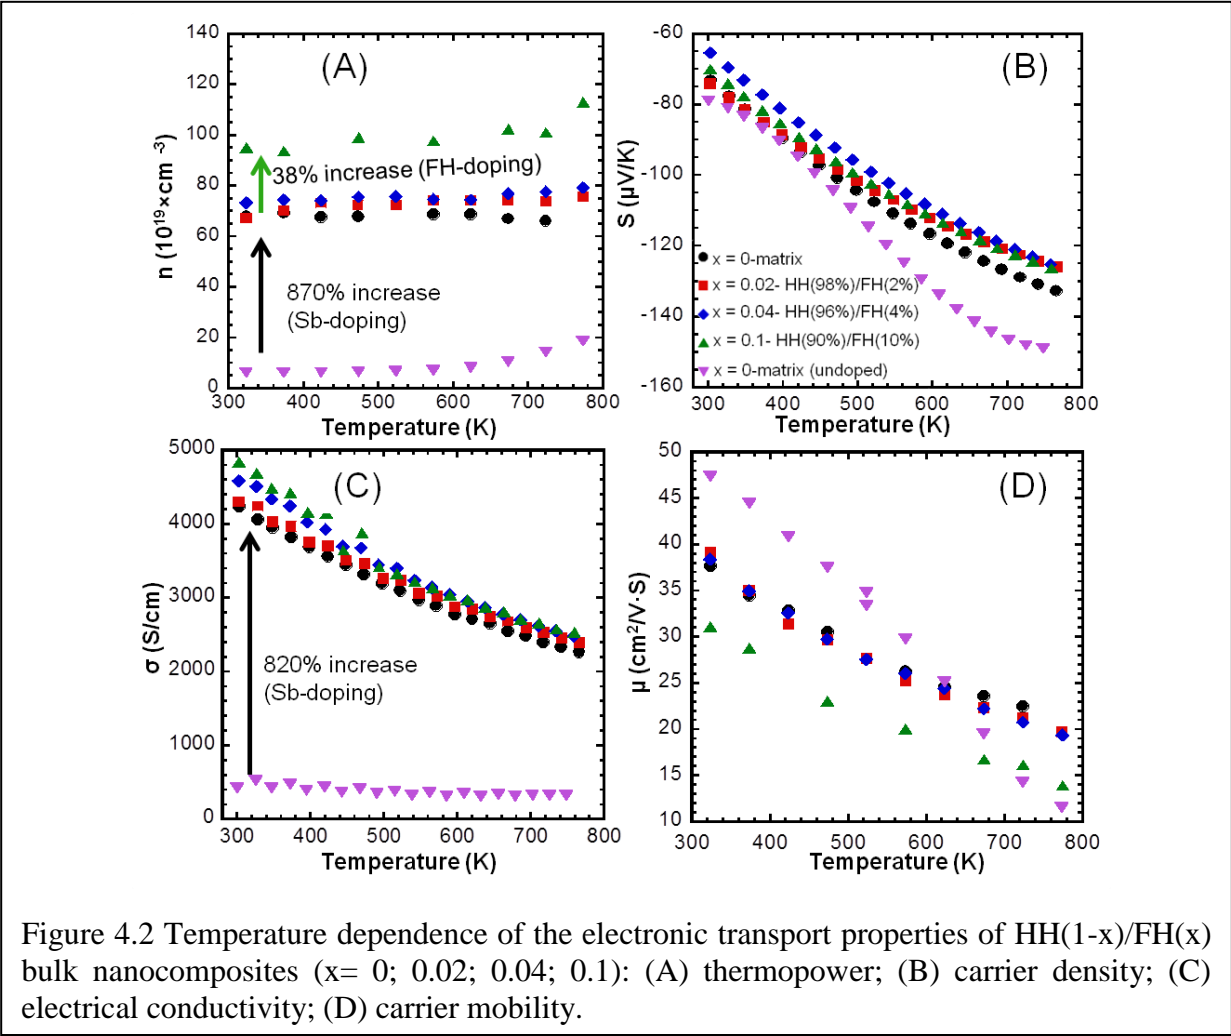 140
120
100
80
60
40
20
0
n (10¹⁹×cm⁻³)
(A)
38% increase (FH-doping)
870% increase
(Sb-doping)
300 400 500 600 700 800
Temperature (K)
-60
-80
-100
-120
-140
-160
S (µV/K)
(B)
x = 0-matrix
x = 0.02- HH(98%)/FH(2%)
x = 0.04- HH(96%)/FH(4%)
x = 0.1- HH(90%)/FH(10%)
x = 0-matrix (undoped)
300 400 500 600 700 800
Temperature (K)
5000
4000
3000
2000
1000
0
σ (S/cm)
(C)
820% increase
(Sb-doping)
300 400 500 600 700 800
Temperature (K)
50
45
40
35
30
25
20
15
10
µ (cm²/V·S)
(D)
300 400 500 600 700 800
Temperature (K)
Figure 4.2 Temperature dependence of the electronic transport properties of HH(1-x)/FH(x)
bulk nanocomposites (x= 0; 0.02; 0.04; 0.1): (A) thermopower; (B) carrier density; (C)
electrical conductivity; (D) carrier mobility.